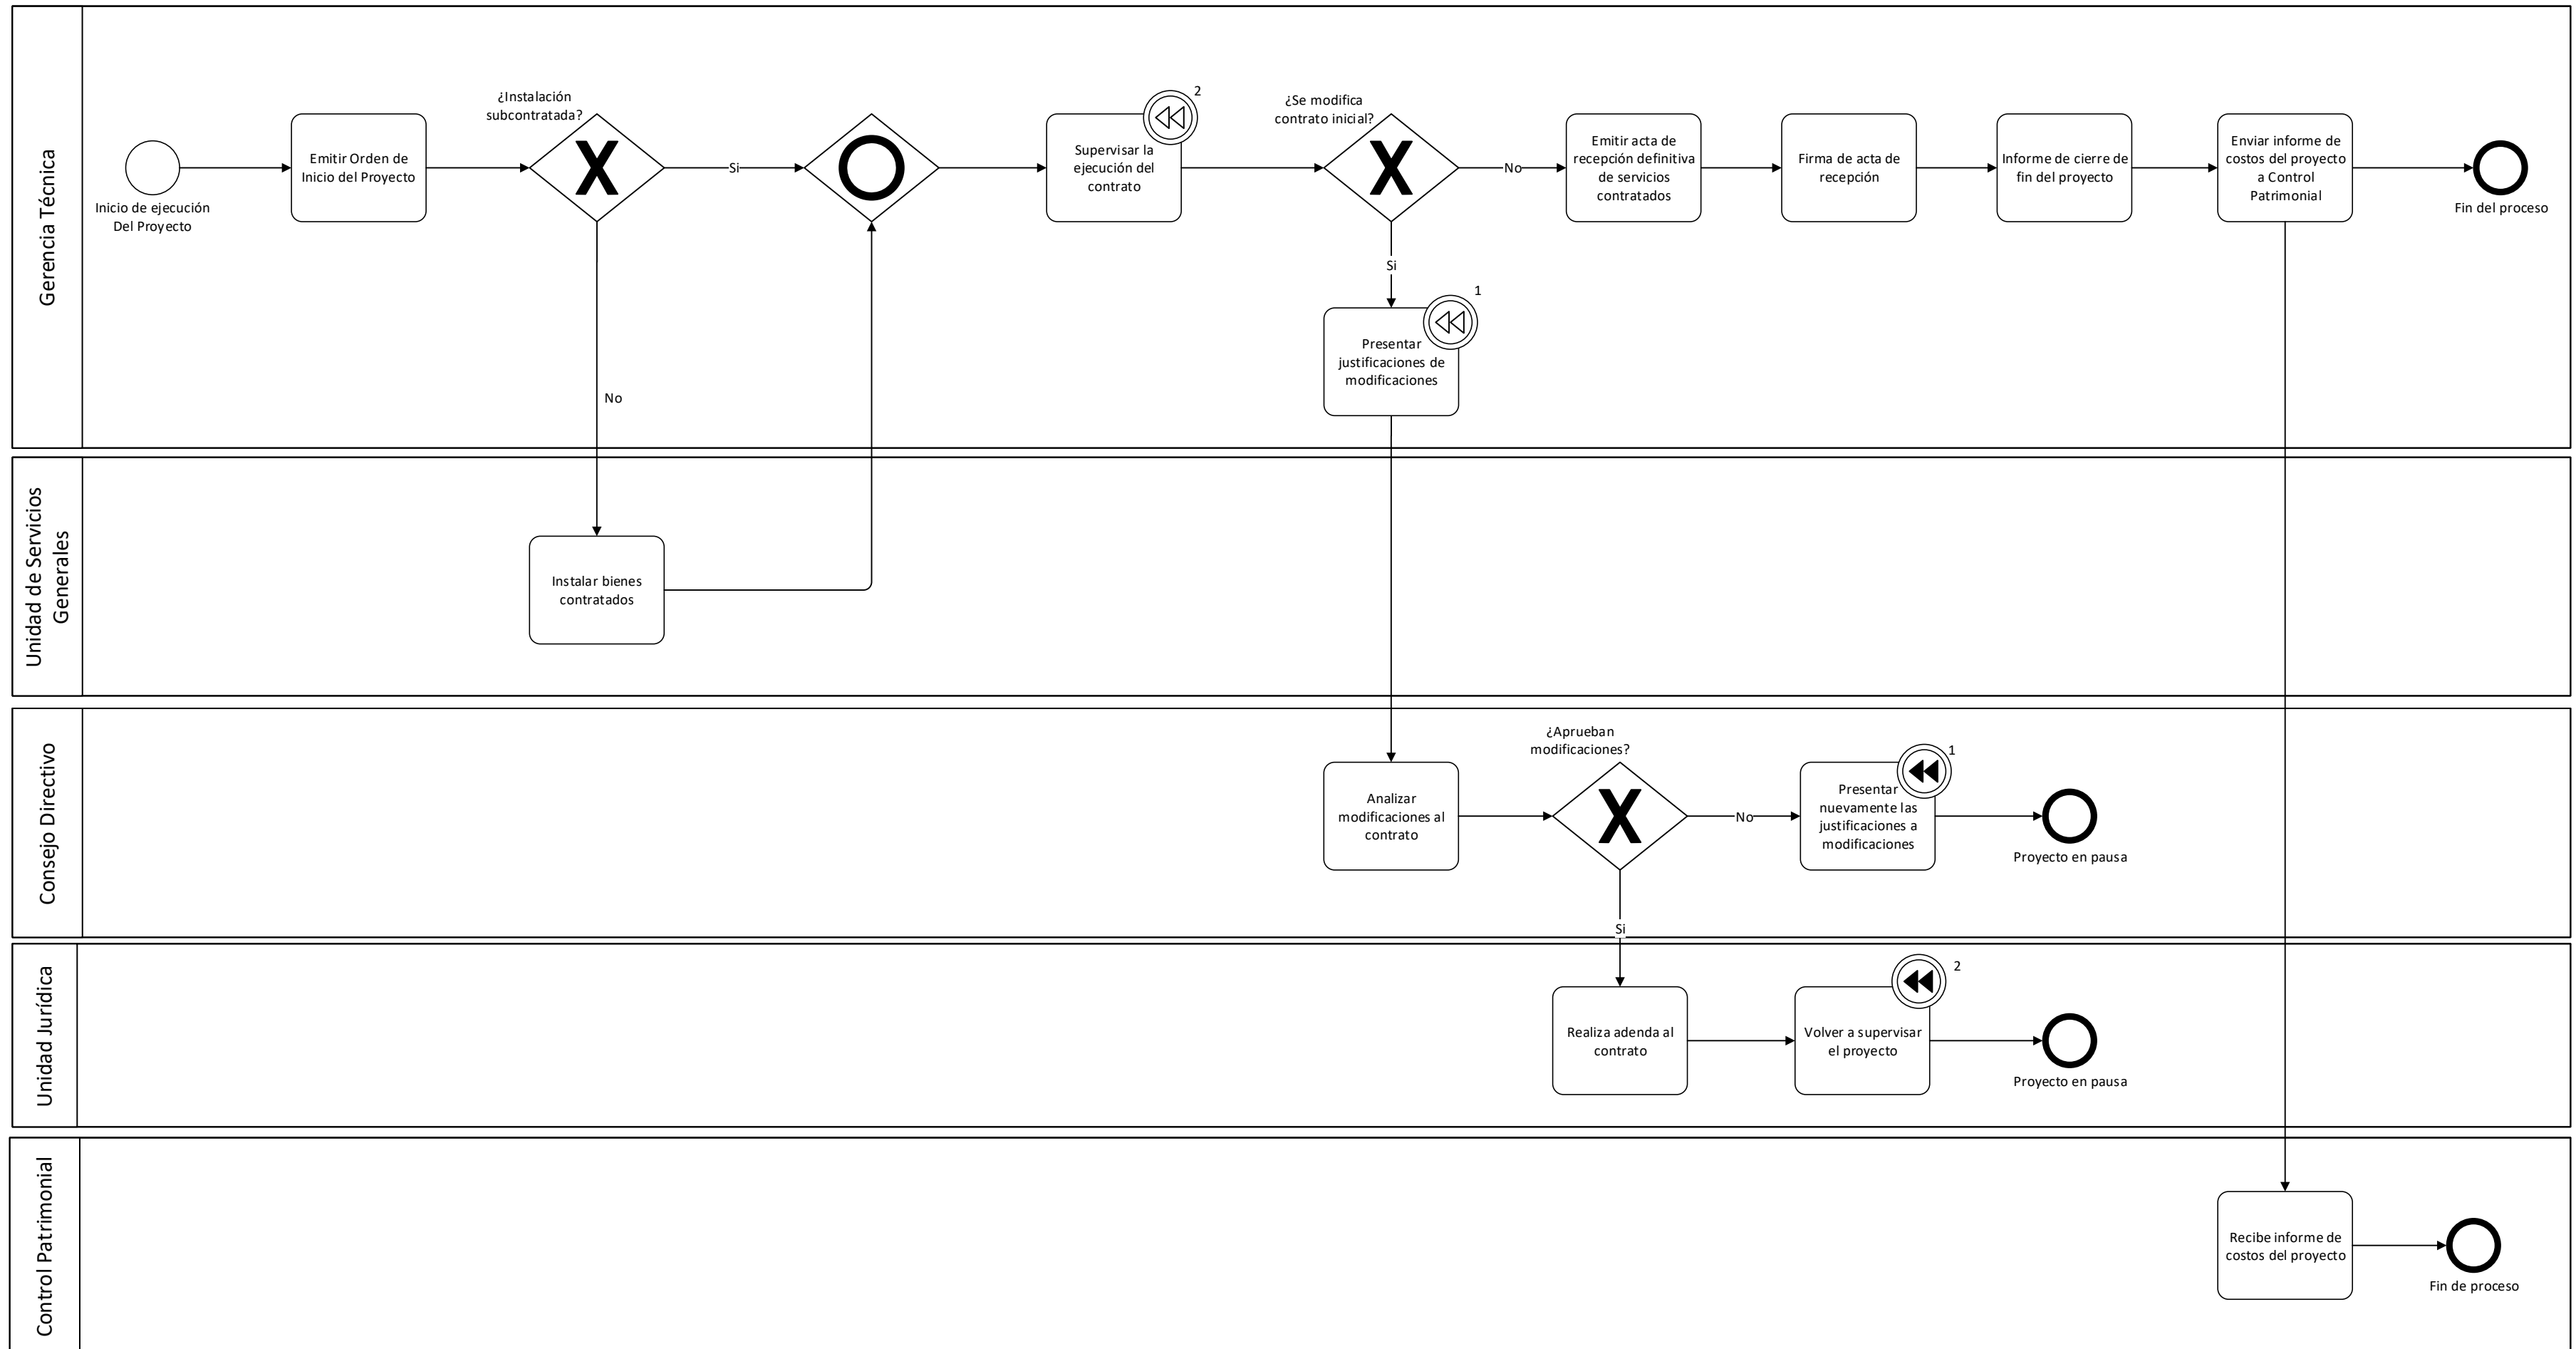 Gerencia Técnica
Inicio de ejecución
Del Proyecto
Emitir Orden de
Inicio del Proyecto
¿Instalación
subcontratada?
X
Si
No
2
Supervisar la
ejecución del
contrato
¿Se modifica
contrato inicial?
X
No
Si
1
Presentar
justificaciones de
modificaciones
Emitir acta de
recepción definitiva
de servicios
contratados
Firma de acta de
recepción
Informe de cierre de
fin del proyecto
Enviar informe de
costos del proyecto
a Control
Patrimonial
Fin del proceso
Unidad de Servicios
Generales
Instalar bienes
contratados
Consejo Directivo
Analizar
modificaciones al
contrato
¿Aprueban
modificaciones?
X
No
Si
1
Presentar
nuevamente las
justificaciones a
modificaciones
Proyecto en pausa
Unidad Jurídica
Realiza adenda al
contrato
2
Volver a supervisar
el proyecto
Proyecto en pausa
Control Patrimonial
Recibe informe de
costos del proyecto
Fin de proceso